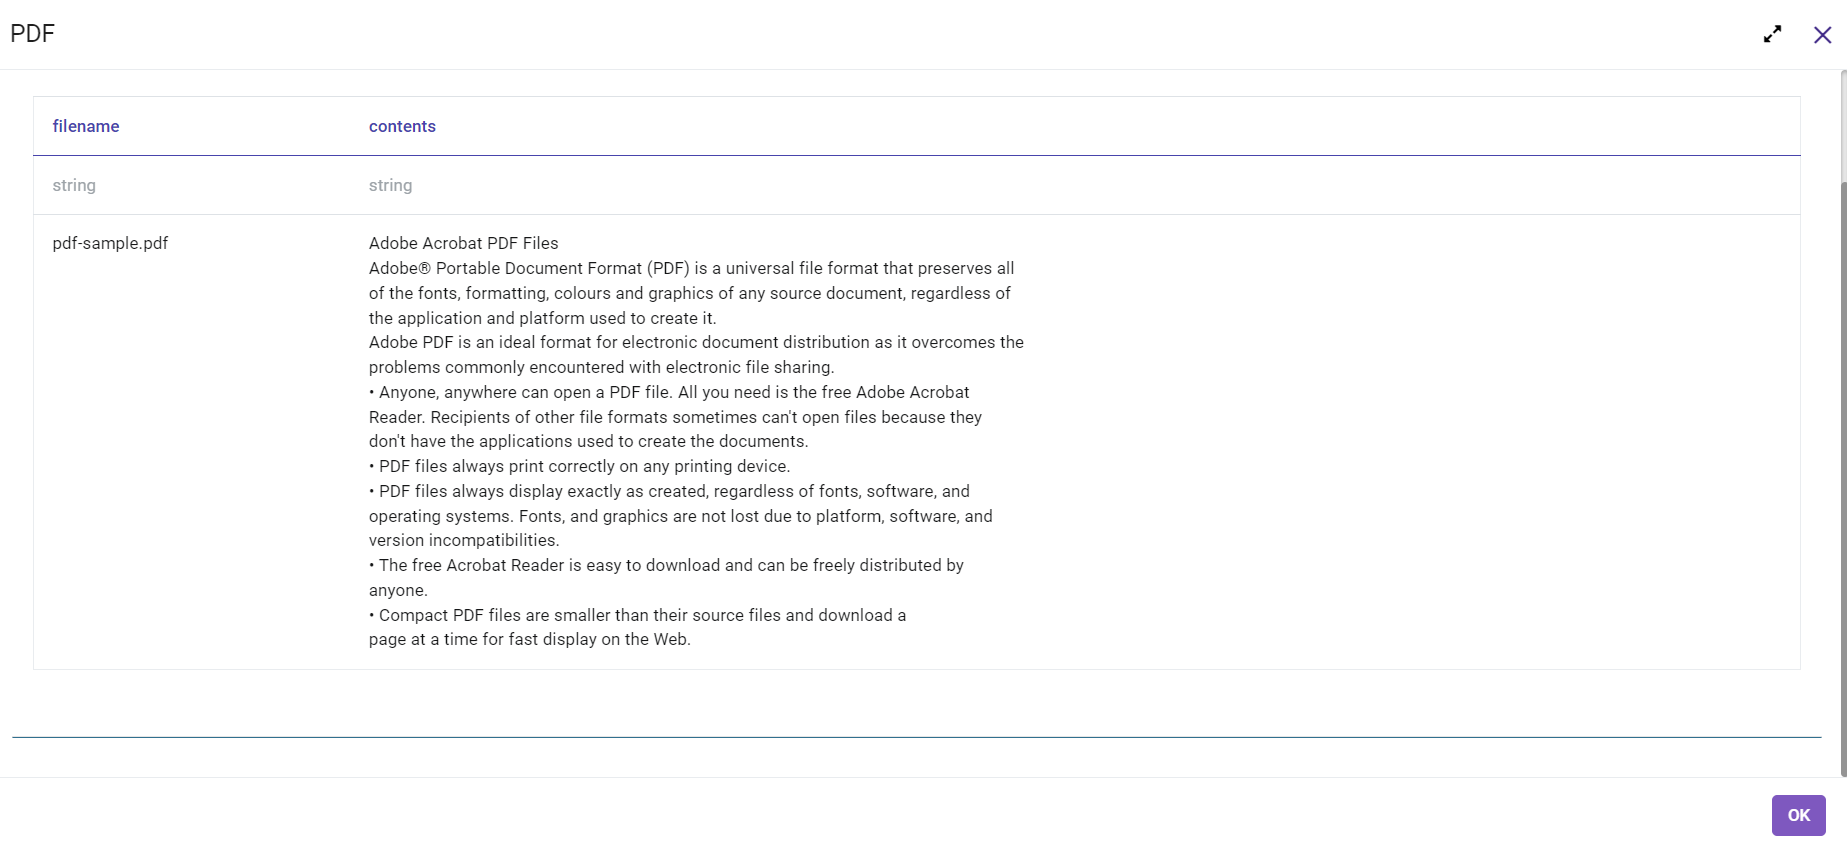 PDF
filename contents
string string
pdf-sample.pdf Adobe Acrobat PDF Files
Adobe® Portable Document Format (PDF) is a universal file format that preserves all
of the fonts, formatting, colours and graphics of any source document, regardless of
the application and platform used to create it.
Adobe PDF is an ideal format for electronic document distribution as it overcomes the
problems commonly encountered with electronic file sharing.
• Anyone, anywhere can open a PDF file. All you need is the free Adobe Acrobat
Reader. Recipients of other file formats sometimes can't open files because they
don't have the applications used to create the documents.
• PDF files always print correctly on any printing device.
• PDF files always display exactly as created, regardless of fonts, software, and
operating systems. Fonts, and graphics are not lost due to platform, software, and
version incompatibilities.
• The free Acrobat Reader is easy to download and can be freely distributed by
anyone.
• Compact PDF files are smaller than their source files and download a
page at a time for fast display on the Web.
OK